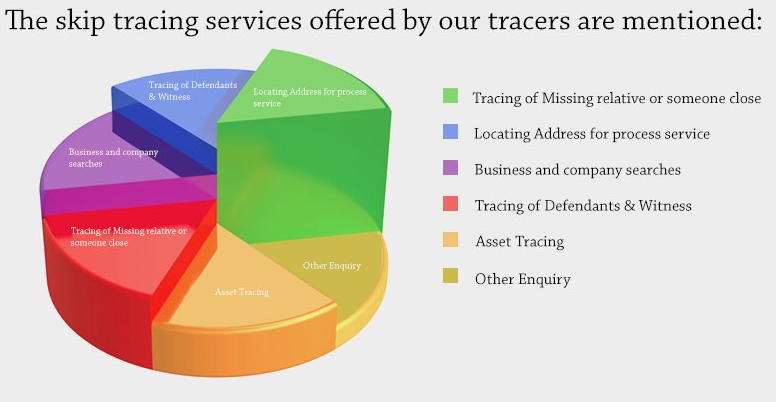 The skip tracing services offered by our tracers are mentioned:
Tracing of Defendants
& Witness
Locating Address for process
service
Business and company
searches
Tracing of Missing relative or
someone close
Asset Tracing
Other Enquiry
Tracing of Missing relative or someone close
Locating Address for process service
Business and company searches
Tracing of Defendants & Witness
Asset Tracing
Other Enquiry